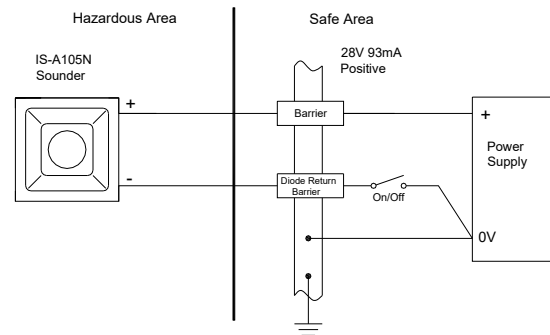 Hazardous Area
Safe Area
IS-A105N
Sounder
28V 93mA
Positive
+
Barrier
+
Power
Supply
-
Diode Return
Barrier
On/Off
0V